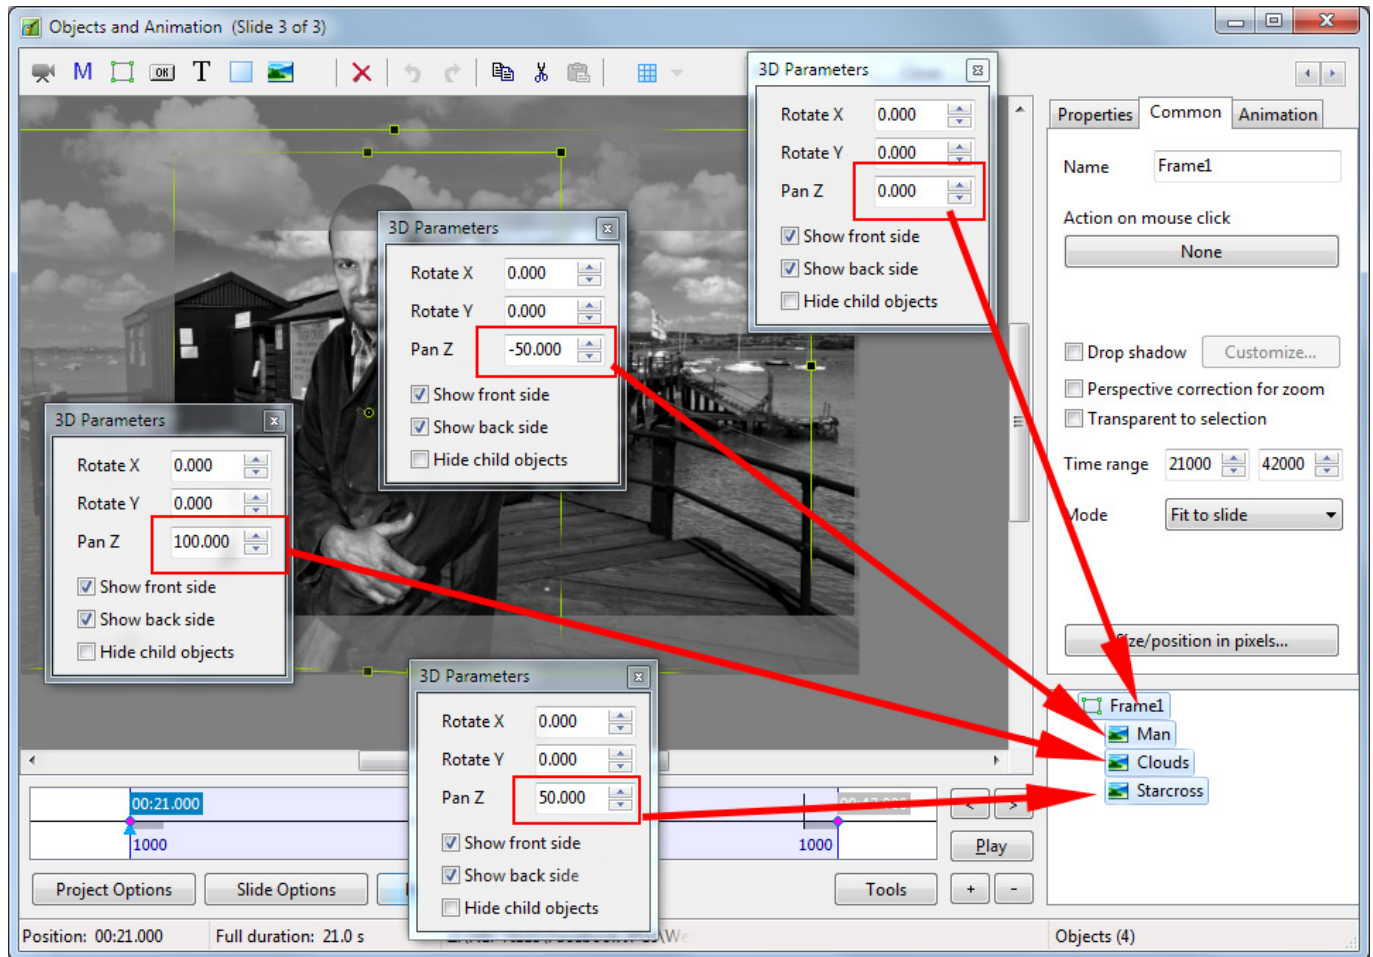 Objects and Animation (Slide 3 of 3)
M OK T
3D Parameters
Rotate X 0.000
Rotate Y 0.000
Pan Z 0.000
Show front side
Show back side
Hide child objects
3D Parameters
Rotate X 0.000
Rotate Y 0.000
Pan Z -50.000
Show front side
Show back side
Hide child objects
3D Parameters
Rotate X 0.000
Rotate Y 0.000
Pan Z 100.000
Show front side
Show back side
Hide child objects
3D Parameters
Rotate X 0.000
Rotate Y 0.000
Pan Z 50.000
Show front side
Show back side
Hide child objects
Properties Common Animation
Name Frame1
Action on mouse click
None
Drop shadow Customize...
Perspective correction for zoom
Transparent to selection
Time range 21000 42000
Mode Fit to slide
Size/position in pixels...
Frame1
Man
Clouds
Starcross
00:21.000
1000 1000
< >
Play
Project Options Slide Options Tools + -
Position: 00:21.000 Full duration: 21.0 s Objects (4)